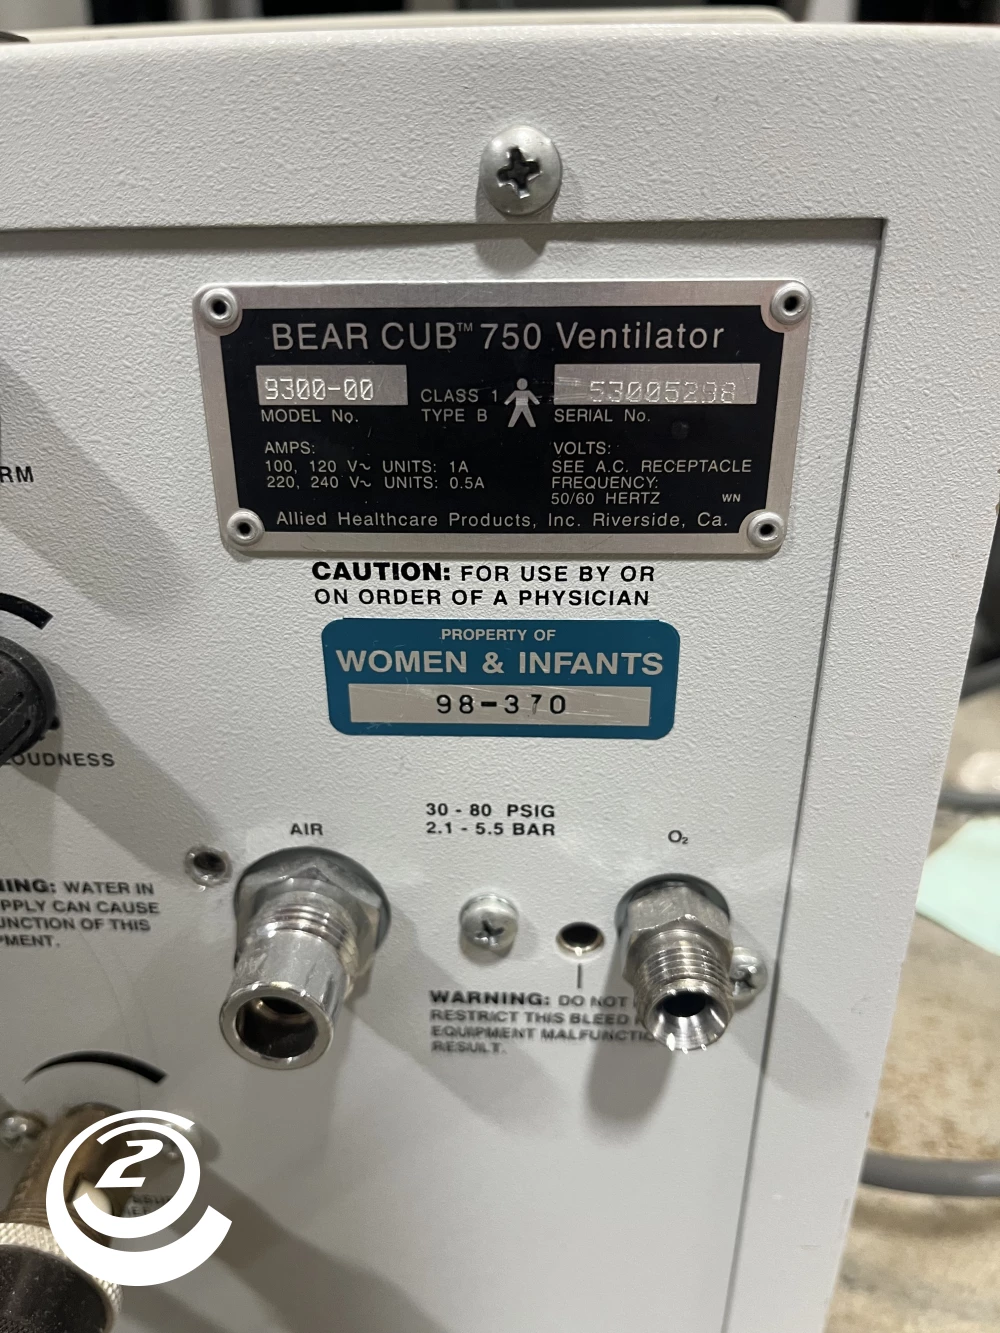 BEAR CUB™ 750 Ventilator
9300-00
MODEL No.
CLASS 1
TYPE B
53005298
SERIAL No.
AMPS:
100, 120 V~ UNITS: 1A
220, 240 V~ UNITS: 0.5A
VOLTS:
SEE A.C. RECEPTACLE
FREQUENCY:
50/60 HERTZ
WN
Allied Healthcare Products, Inc. Riverside, Ca.
CAUTION: FOR USE BY OR
ON ORDER OF A PHYSICIAN
PROPERTY OF
WOMEN & INFANTS
98-370
RM
LOUDNESS
30 - 80 PSIG
2.1 - 5.5 BAR
AIR
O₂
NING: WATER IN
PPLY CAN CAUSE
UNCTION OF THIS
PMENT.
WARNING: DO NOT
RESTRICT THIS BLEED
EQUIPMENT MALFUNCTIO
RESULT.
2